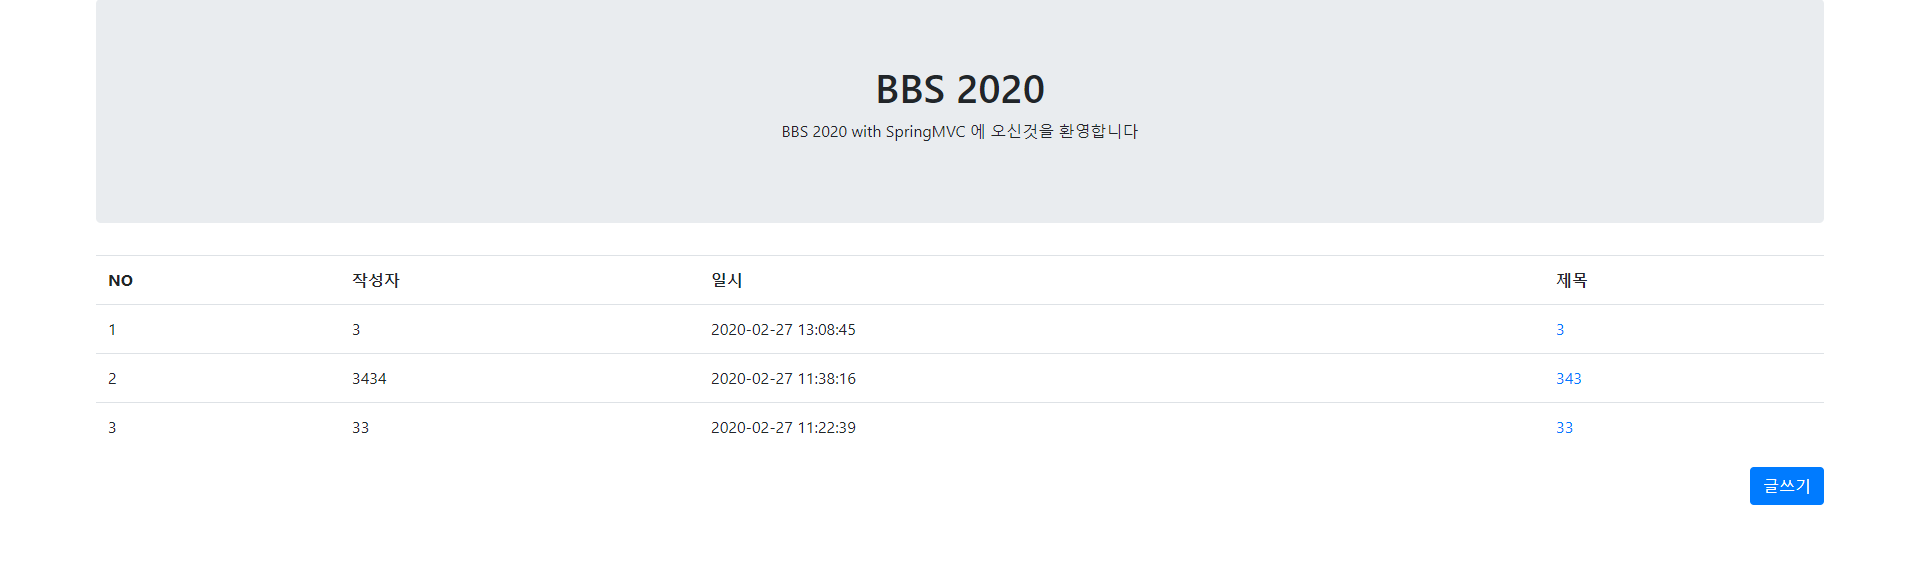 BBS 2020
BBS 2020 with SpringMVC 에 오신것을 환영합니다
NO 작성자 일시 제목
1 3 2020-02-27 13:08:45 3
2 3434 2020-02-27 11:38:16 343
3 33 2020-02-27 11:22:39 33
글쓰기